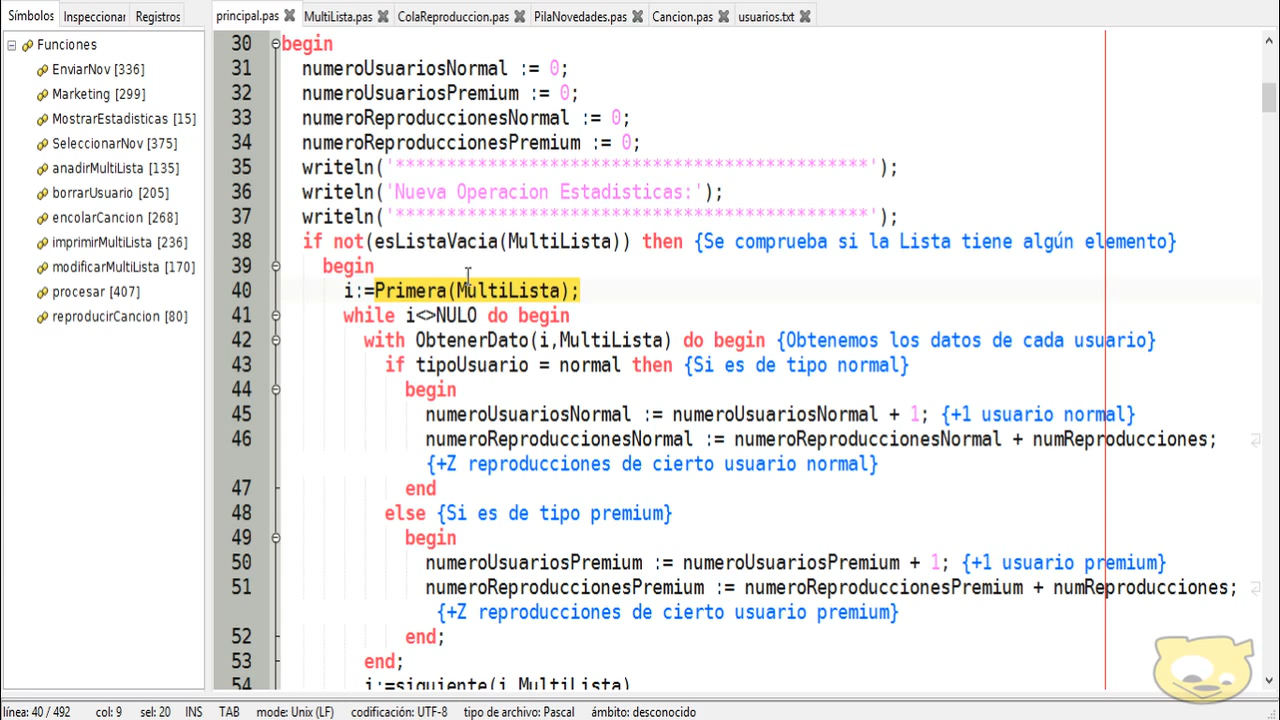 Símbolos Inspeccionar Registros
Funciones
EnviarNov [336]
Marketing [299]
MostrarEstadisticas [15]
SeleccionarNov [375]
anadirMultiLista [135]
borrarUsuario [205]
encolarCancion [268]
imprimirMultiLista [236]
modificarMultiLista [170]
procesar [407]
reproducirCancion [80]
principal.pas MultiLista.pas ColaReproduccion.pas PilaNovedades.pas Cancion.pas usuarios.txt
30 begin
31 numeroUsuariosNormal := 0;
32 numeroUsuariosPremium := 0;
33 numeroReproduccionesNormal := 0;
34 numeroReproduccionesPremium := 0;
35 writeln('**********************************************');
36 writeln('Nueva Operacion Estadisticas:');
37 writeln('**********************************************');
38 if not(esListaVacia(MultiLista)) then {Se comprueba si la Lista tiene algún elemento}
39 begin
40 i:=Primera(MultiLista);
41 while i<>NULO do begin
42 with ObtenerDato(i,MultiLista) do begin {Obtenemos los datos de cada usuario}
43 if tipoUsuario = normal then {Si es de tipo normal}
44 begin
45 numeroUsuariosNormal := numeroUsuariosNormal + 1; {+1 usuario normal}
46 numeroReproduccionesNormal := numeroReproduccionesNormal + numReproducciones;
{+Z reproducciones de cierto usuario normal}
47 end
48 else {Si es de tipo premium}
49 begin
50 numeroUsuariosPremium := numeroUsuariosPremium + 1; {+1 usuario premium}
51 numeroReproduccionesPremium := numeroReproduccionesPremium + numReproducciones;
{+Z reproducciones de cierto usuario premium}
52 end;
53 end;
54 i:=siguiente(i,MultiLista)
línea: 40 / 492 col: 9 sel: 20 INS TAB mode: Unix (LF) codificación: UTF-8 tipo de archivo: Pascal ámbito: desconocido